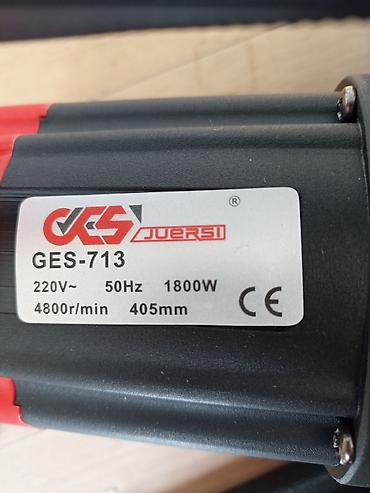 GES JUERSI ®
GES-713
220V~ 50Hz 1800W
4800r/min 405mm CE